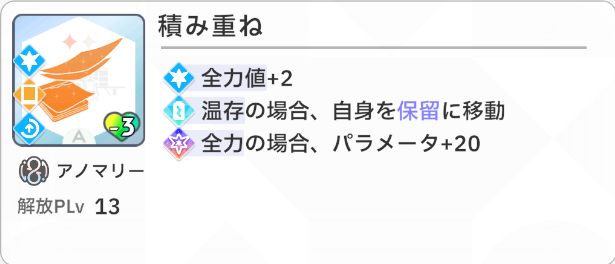 積み重ね
全力値+2
温存の場合、自身を保留に移動
全力の場合、パラメータ+20
-3
A
アノマリー
解放PLv 13